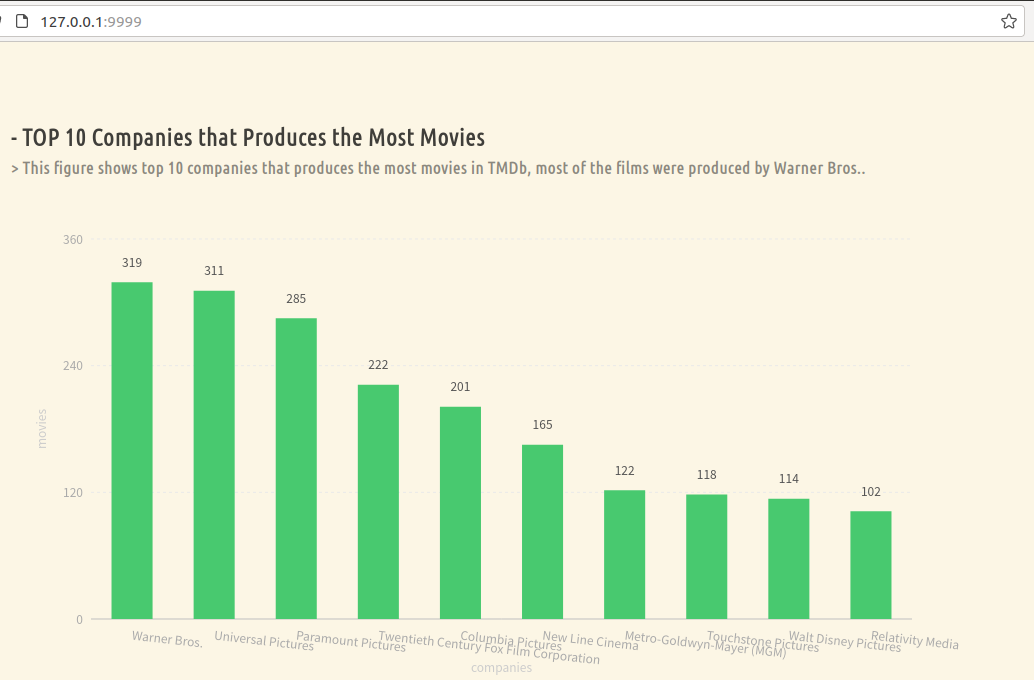 127.0.0.1:9999
- TOP 10 Companies that Produces the Most Movies
> This figure shows top 10 companies that produces the most movies in TMDb, most of the films were produced by Warner Bros..
360
319
311
285
240
222
201
movies
165
122
118
114
120
102
0
Warner Bros.
Universal Pictures
Paramount Pictures
Twentieth Century Fox Film Corporation
Columbia Pictures
New Line Cinema
Metro-Goldwyn-Mayer (MGM)
Touchstone Pictures
Walt Disney Pictures
Relativity Media
companies